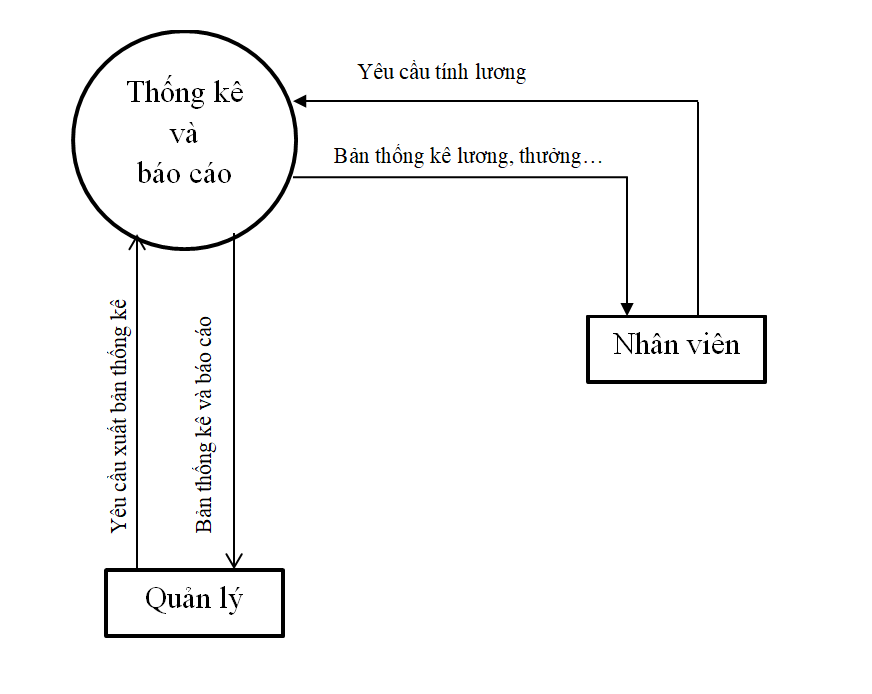 Yêu cầu tính lương
Thống kê
và
báo cáo
Bản thống kê lương, thưởng…
Nhân viên
Yêu cầu xuất bản thống kê
Bản thống kê và báo cáo
Quản lý